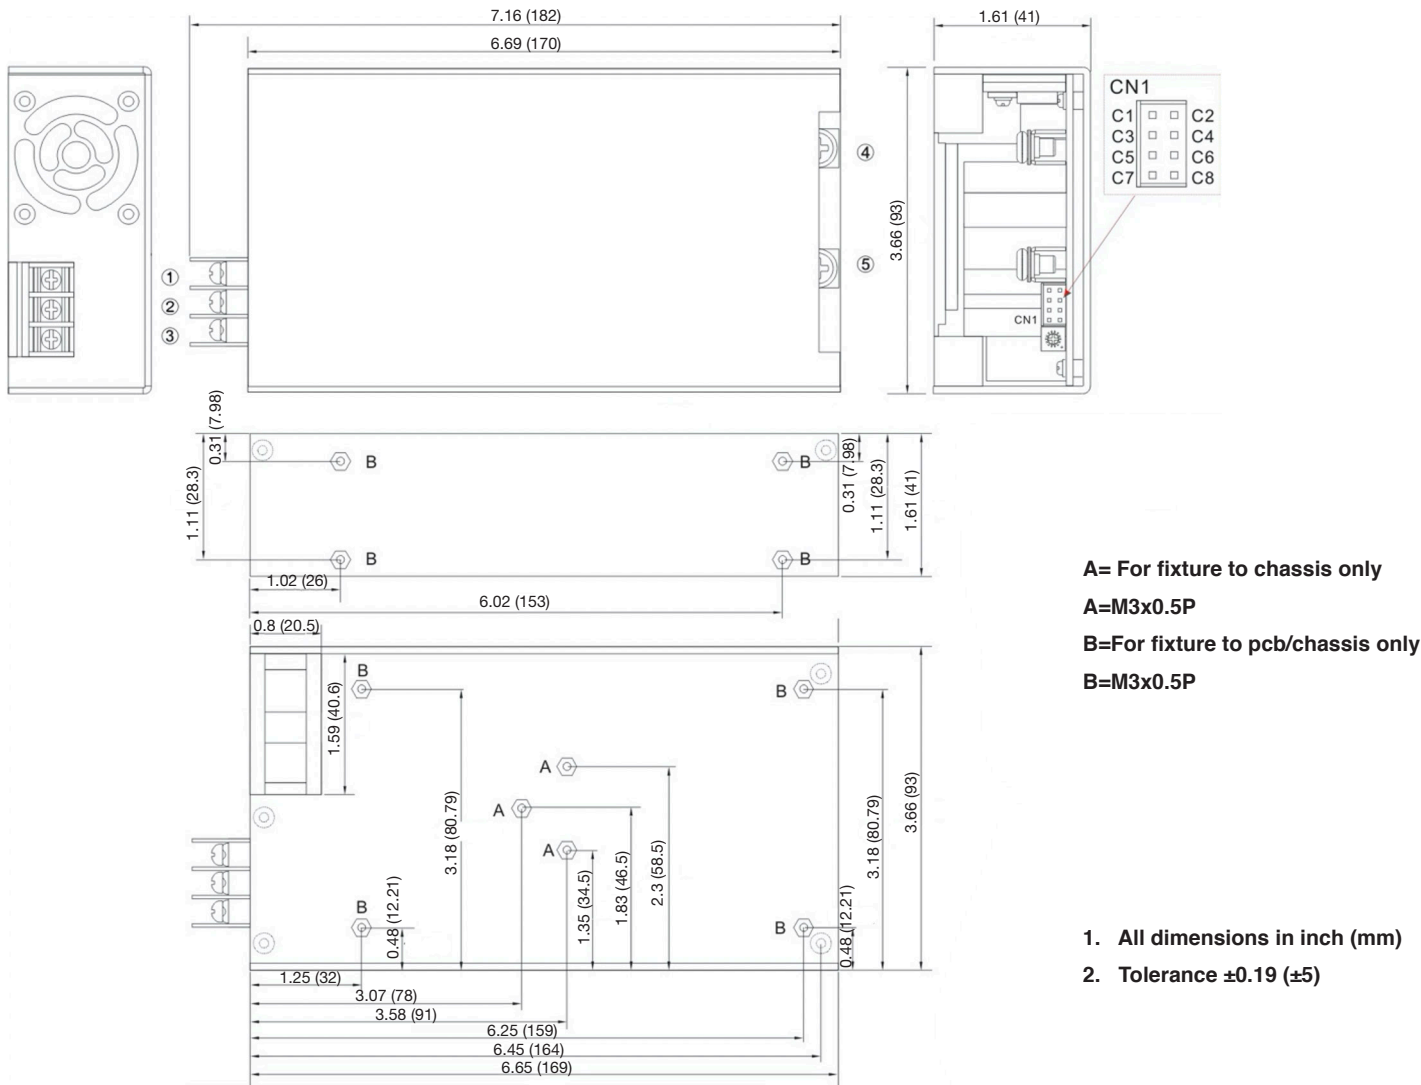 7.16 (182)
6.69 (170)
1.61 (41)
CN1
C1 C2
C3 C4
C5 C6
C7 C8
④
3.66 (93)
⑤
①
②
③
CN1
0.31 (7.98)
1.11 (28.3)
B
B
B
B
0.31 (7.98)
1.11 (28.3)
1.61 (41)
1.02 (26)
6.02 (153)
A= For fixture to chassis only
A=M3x0.5P
B=For fixture to pcb/chassis only
B=M3x0.5P
0.8 (20.5)
1.59 (40.6)
B
B
A
A
A
3.18 (80.79)
1.35 (34.5)
1.83 (46.5)
2.3 (58.5)
3.18 (80.79)
3.66 (93)
B
0.48 (12.21)
B
0.48 (12.21)
1.25 (32)
3.07 (78)
3.58 (91)
6.25 (159)
6.45 (164)
6.65 (169)
1. All dimensions in inch (mm)
2. Tolerance ±0.19 (±5)